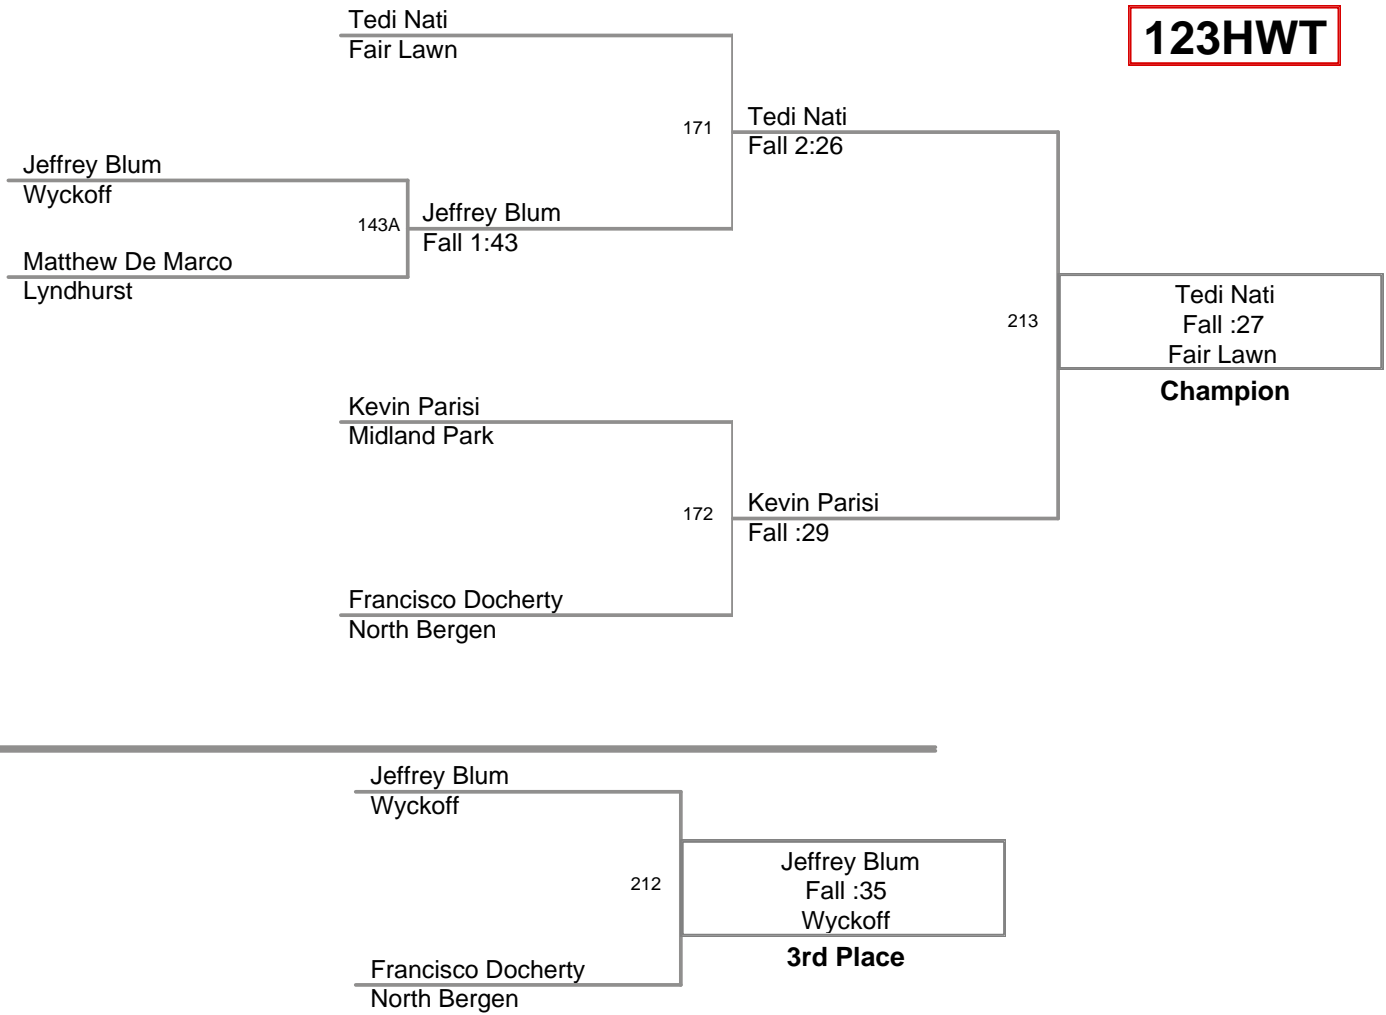 Tedi Nati
Fair Lawn
123HWT
171
Tedi Nati
Fall 2:26
Jeffrey Blum
Wyckoff
143A
Jeffrey Blum
Fall 1:43
Matthew De Marco
Lyndhurst
213
Tedi Nati
Fall :27
Fair Lawn
Champion
Kevin Parisi
Midland Park
172
Kevin Parisi
Fall :29
Francisco Docherty
North Bergen
Jeffrey Blum
Wyckoff
212
Jeffrey Blum
Fall :35
Wyckoff
3rd Place
Francisco Docherty
North Bergen